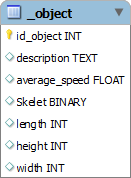 _object
id_object INT
description TEXT
average_speed FLOAT
Skelet BINARY
length INT
height INT
width INT